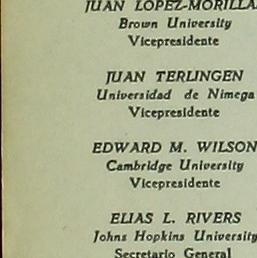 JUAN LOPEZ-MORILLA
Brown University
Vicepresidente
JUAN TERLINGEN
Universidad de Nimega
Vicepresidente
EDWARD M. WILSON
Cambridge University
Vicepresidente
ELIAS L. RIVERS
Johns Hopkins University
Secretario General